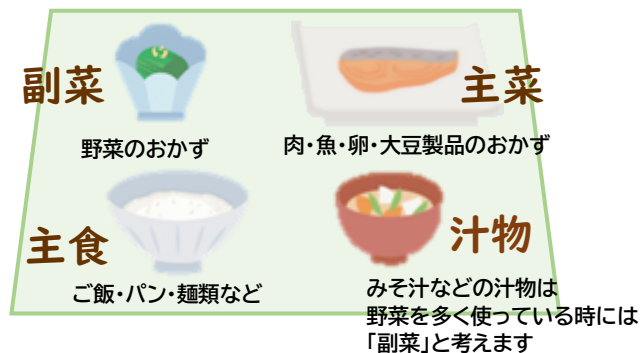 副菜
野菜のおかず
主菜
肉・魚・卵・大豆製品のおかず
主食
ご飯・パン・麺類など
汁物
みそ汁などの汁物は
野菜を多く使っている時には
「副菜」と考えます